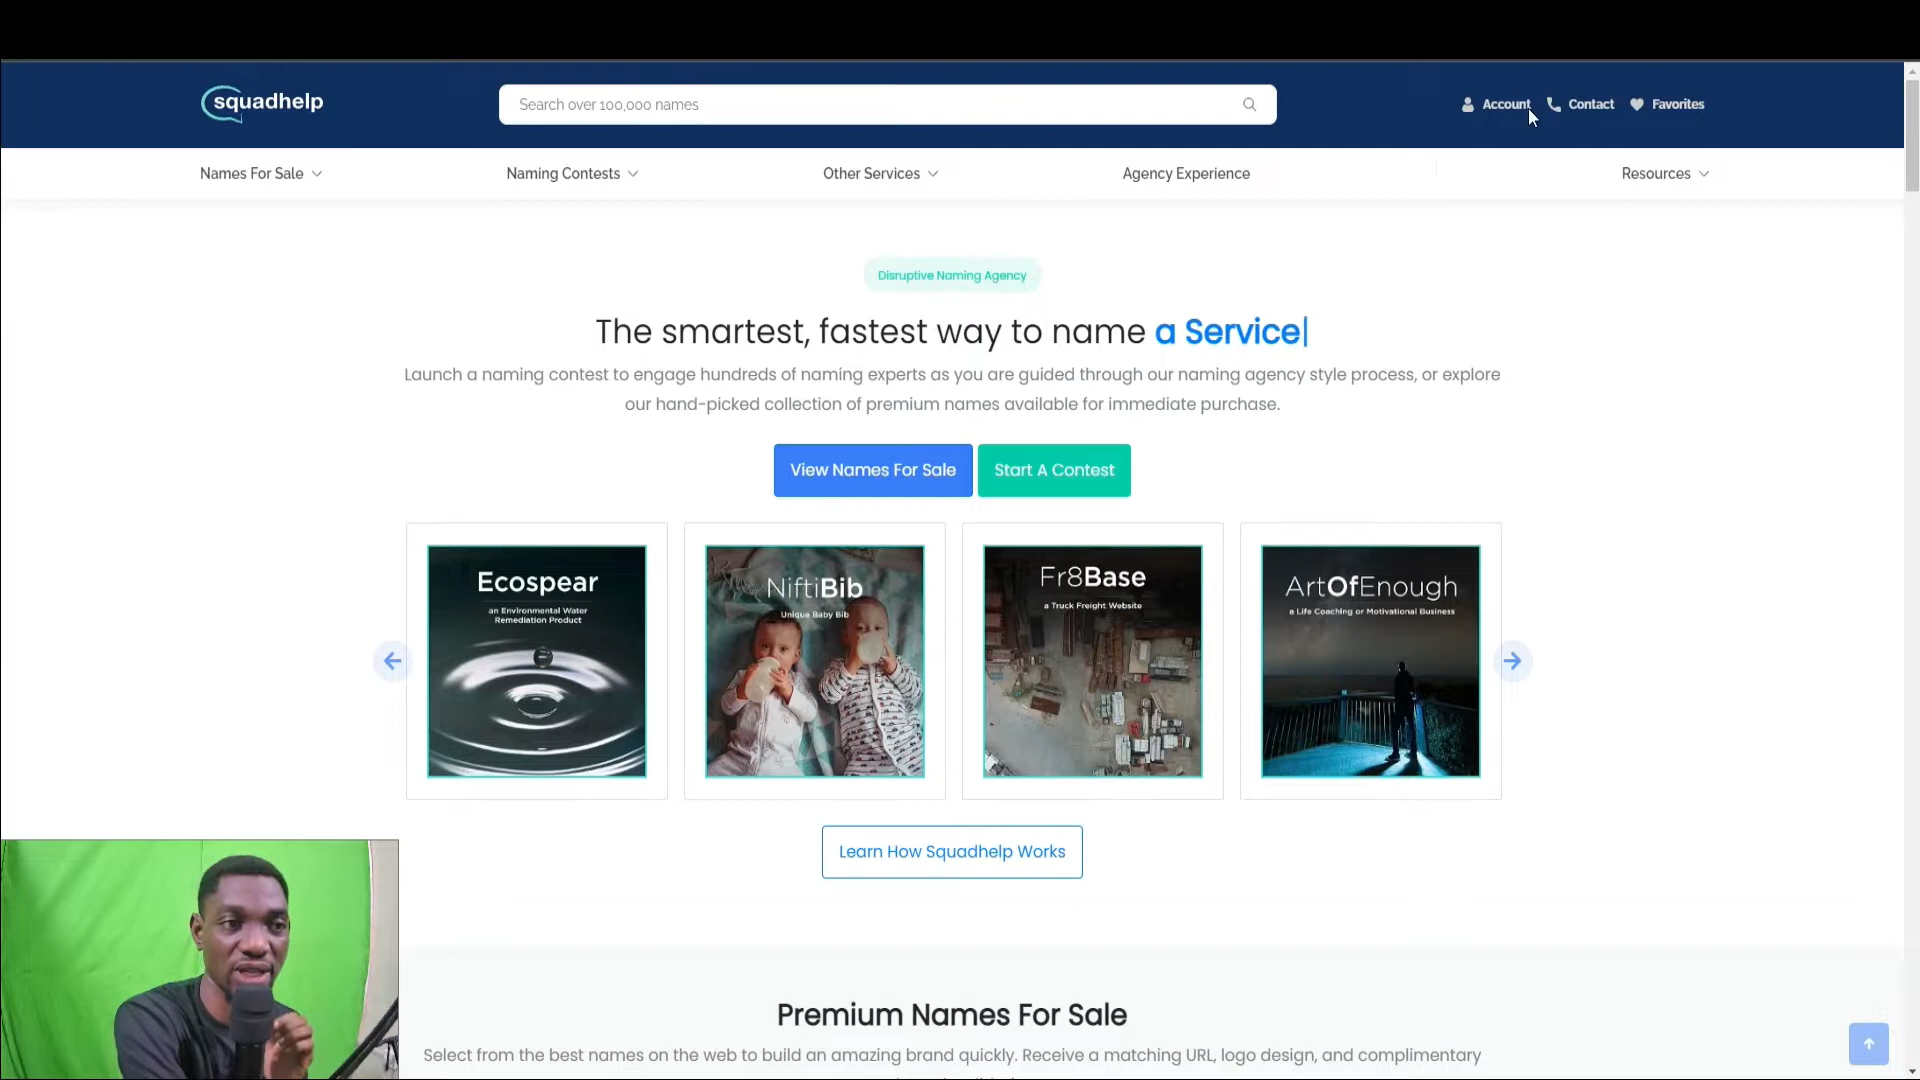 squadhelp
Search over 100,000 names
Account
Contact
Favorites
Names For Sale
Naming Contests
Other Services
Agency Experience
Resources
Disruptive Naming Agency
The smartest, fastest way to name a Service|
Launch a naming contest to engage hundreds of naming experts as you are guided through our naming agency style process, or explore
our hand-picked collection of premium names available for immediate purchase.
View Names For Sale
Start A Contest
Ecospear
an Environmental Water
Remediation Product
NiftiBib
Unique Baby Bib
Fr8Base
a Truck Freight Website
ArtOfEnough
a Life Coaching or Motivational Business
Learn How Squadhelp Works
Premium Names For Sale
Select from the best names on the web to build an amazing brand quickly. Receive a matching URL, logo design, and complimentary